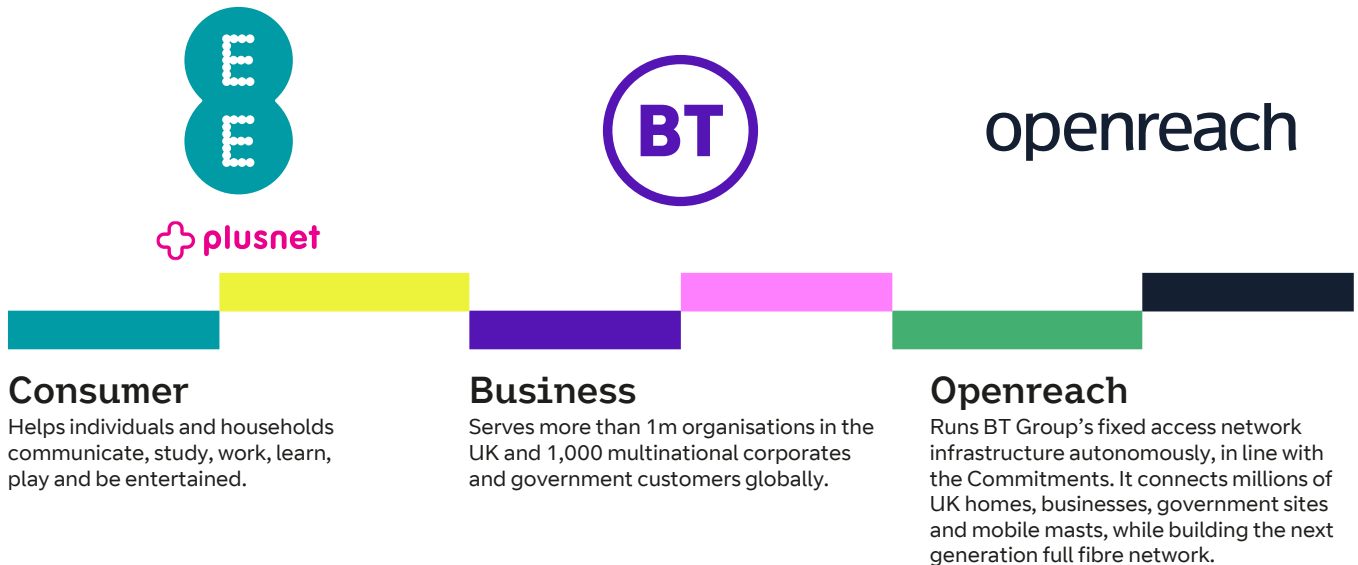 E
E
plusnet
BT
openreach
Consumer
Helps individuals and households
communicate, study, work, learn,
play and be entertained.
Business
Serves more than 1m organisations in the
UK and 1,000 multinational corporates
and government customers globally.
Openreach
Runs BT Group’s fixed access network
infrastructure autonomously, in line with
the Commitments. It connects millions of
UK homes, businesses, government sites
and mobile masts, while building the next
generation full fibre network.